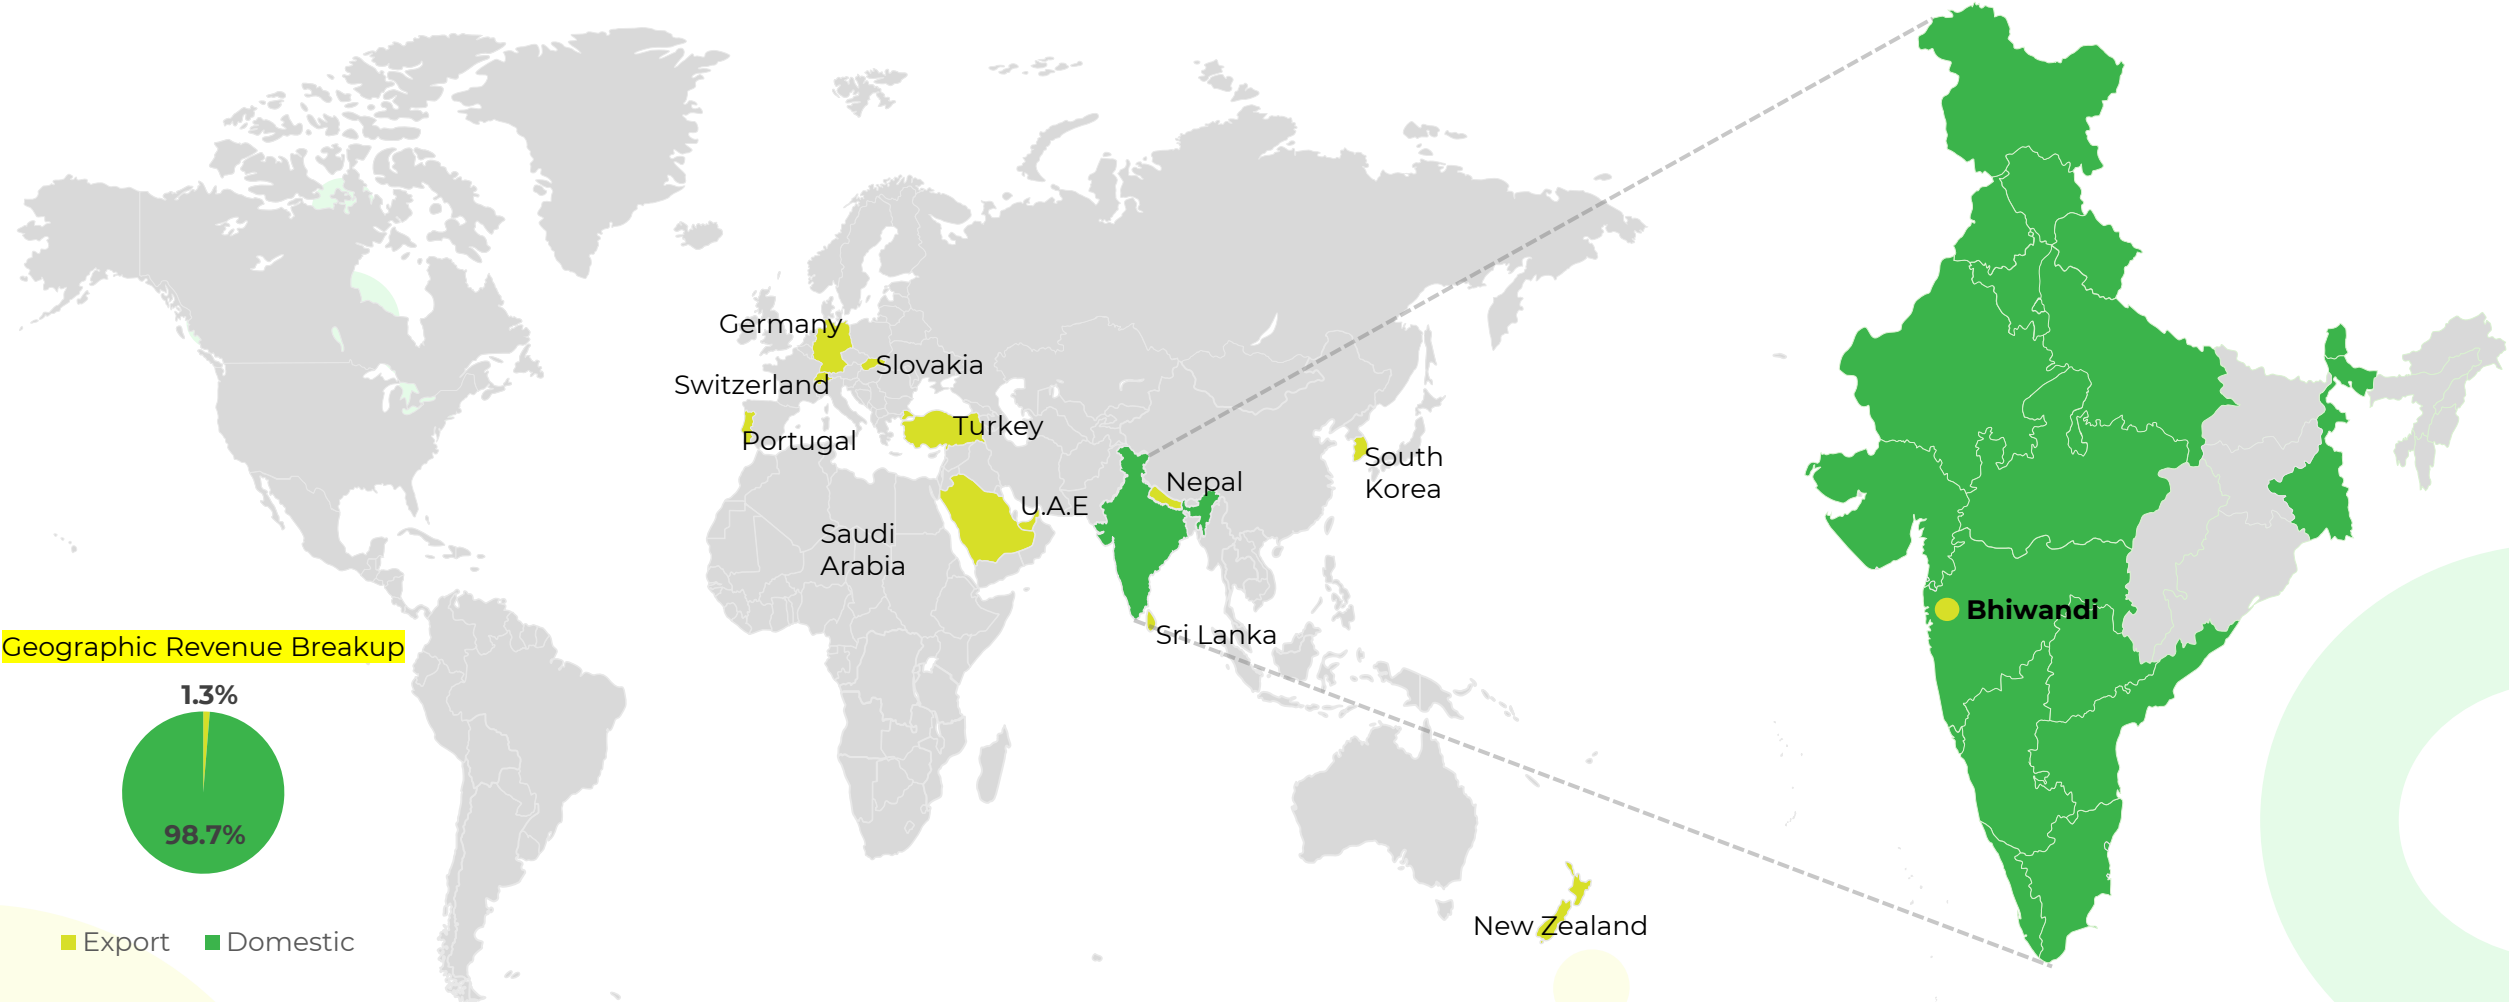 Germany
Slovakia
Switzerland
Turkey
Portugal
South
Korea
Nepal
U.A.E
Saudi
Arabia
Sri Lanka
Bhiwandi
Geographic Revenue Breakup
1.3%
98.7%
New Zealand
Export
Domestic